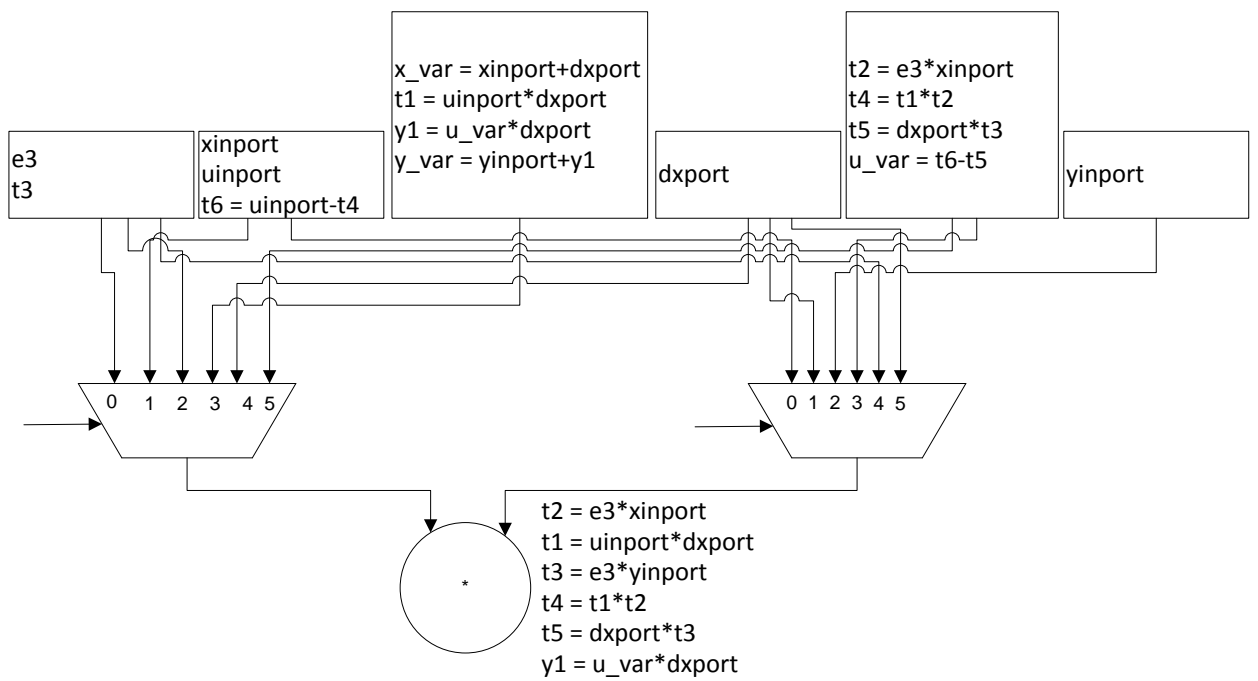 e3
t3
xinport
uinport
t6 = uinport-t4
x_var = xinport+dxport
t1 = uinport*dxport
y1 = u_var*dxport
y_var = yinport+y1
dxport
t2 = e3*xinport
t4 = t1*t2
t5 = dxport*t3
u_var = t6-t5
yinport
0 1 2 3 4 5
0 1 2 3 4 5
*
t2 = e3*xinport
t1 = uinport*dxport
t3 = e3*yinport
t4 = t1*t2
t5 = dxport*t3
y1 = u_var*dxport